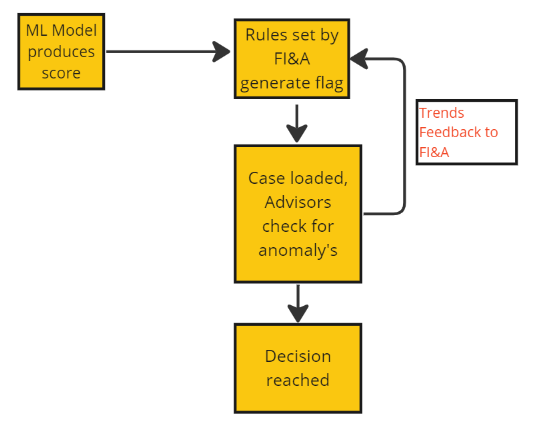 ML Model
produces
score
Rules set by
FI&A
generate flag
Trends
Feedback to
FI&A
Case loaded,
Advisors
check for
anomaly's
Decision
reached